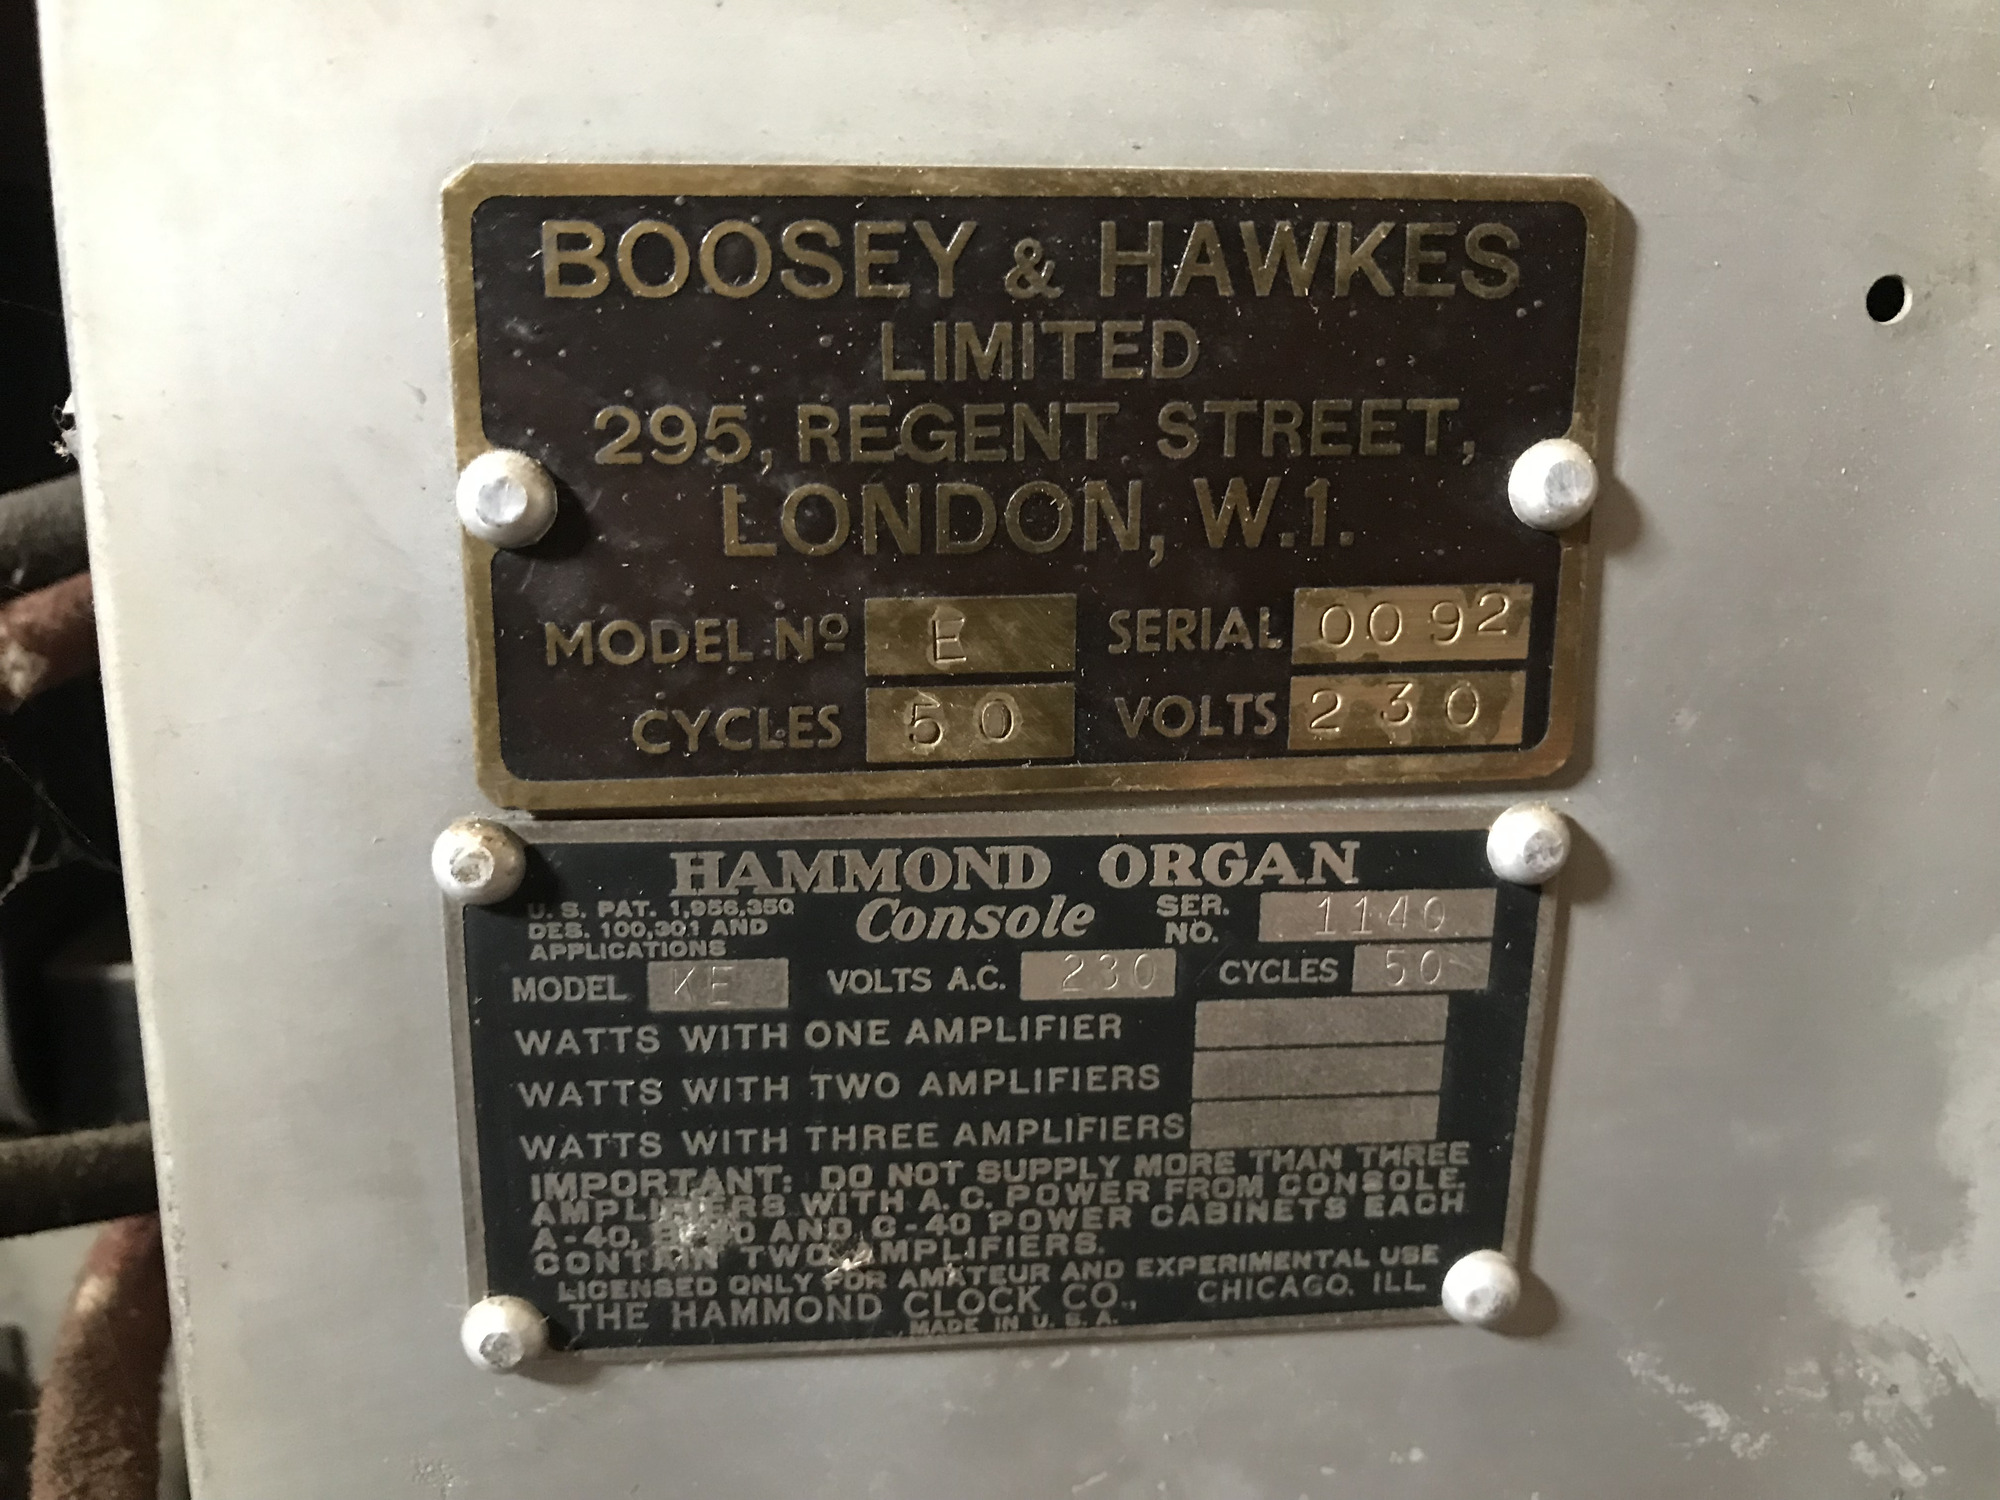 BOOSEY & HAWKES
LIMITED
295, REGENT STREET,
LONDON, W.1.
MODEL Nº E SERIAL 0092
CYCLES 50 VOLTS 230
HAMMOND ORGAN
Console
U. S. PAT. 1,956,350
DES. 100,301 AND
APPLICATIONS
SER. NO. 1140
MODEL KE VOLTS A.C. 230 CYCLES 50
WATTS WITH ONE AMPLIFIER
WATTS WITH TWO AMPLIFIERS
WATTS WITH THREE AMPLIFIERS
IMPORTANT: DO NOT SUPPLY MORE THAN THREE
AMPLIFIERS WITH A.C. POWER FROM CONSOLE.
A-40, B-40 AND C-40 POWER CABINETS EACH
CONTAIN TWO AMPLIFIERS.
LICENSED ONLY FOR AMATEUR AND EXPERIMENTAL USE
THE HAMMOND CLOCK CO., CHICAGO, ILL.
MADE IN U. S. A.